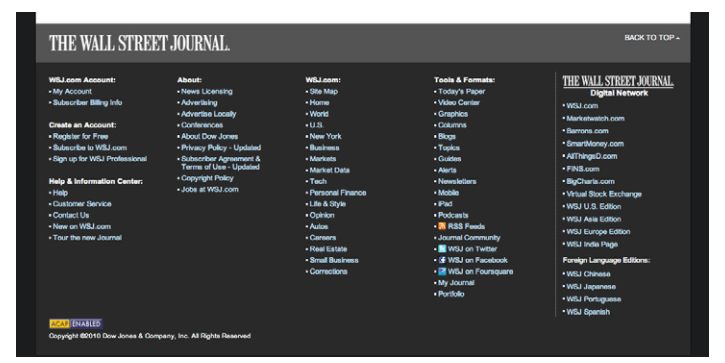 THE WALL STREET JOURNAL.
BACK TO TOP
WSJ.com Account:
• My Account
• Subscriber Billing Info
Create an Account:
• Register for Free
• Subscribe to WSJ.com
• Sign up for WSJ Professional
Help & Information Center:
• Help
• Customer Service
• Contact Us
• New on WSJ.com
• Tour the new Journal
About:
• News Licensing
• Advertising
• Advertise Locally
• Conferences
• About Dow Jones
• Privacy Policy - Updated
• Subscriber Agreement &
Terms of Use - Updated
• Copyright Policy
• Jobs at WSJ.com
WSJ.com:
• Site Map
• Home
• World
• U.S.
• New York
• Business
• Markets
• Market Data
• Tech
• Personal Finance
• Life & Style
• Opinion
• Autos
• Careers
• Real Estate
• Small Business
• Corrections
Tools & Formats:
• Today's Paper
• Video Center
• Graphics
• Columns
• Blogs
• Topics
• Guides
• Alerts
• Newsletters
• Mobile
• iPad
• Podcasts
• RSS Feeds
• Journal Community
• WSJ on Twitter
• WSJ on Facebook
• WSJ on Foursquare
• My Journal
• Portfolio
THE WALL STREET JOURNAL.
Digital Network
• WSJ.com
• Marketwatch.com
• Barrons.com
• SmartMoney.com
• AllThingsD.com
• FINS.com
• BigCharts.com
• Virtual Stock Exchange
• WSJ U.S. Edition
• WSJ Asia Edition
• WSJ Europe Edition
• WSJ India Page
Foreign Language Editions:
• WSJ Chinese
• WSJ Japanese
• WSJ Portuguese
• WSJ Spanish
ACAP ENABLED
Copyright ©2010 Dow Jones & Company, Inc. All Rights Reserved